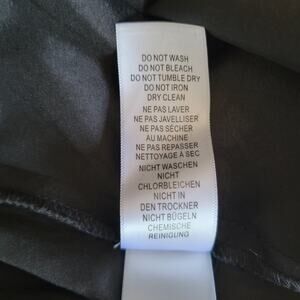 DO NOT WASH
DO NOT BLEACH
DO NOT TUMBLE DRY
DO NOT IRON
DRY CLEAN
NE PAS LAVER
NE PAS JAVELLISER
NE PAS SÉCHER
AU MACHINE
NE PAS REPASSER
NETTOYAGE À SEC
NICHT WASCHEN
NICHT
CHLORBLEICHEN
NICHT IN
DEN TROCKNER
NICHT BÜGELN
CHEMISCHE
REINIGUNG